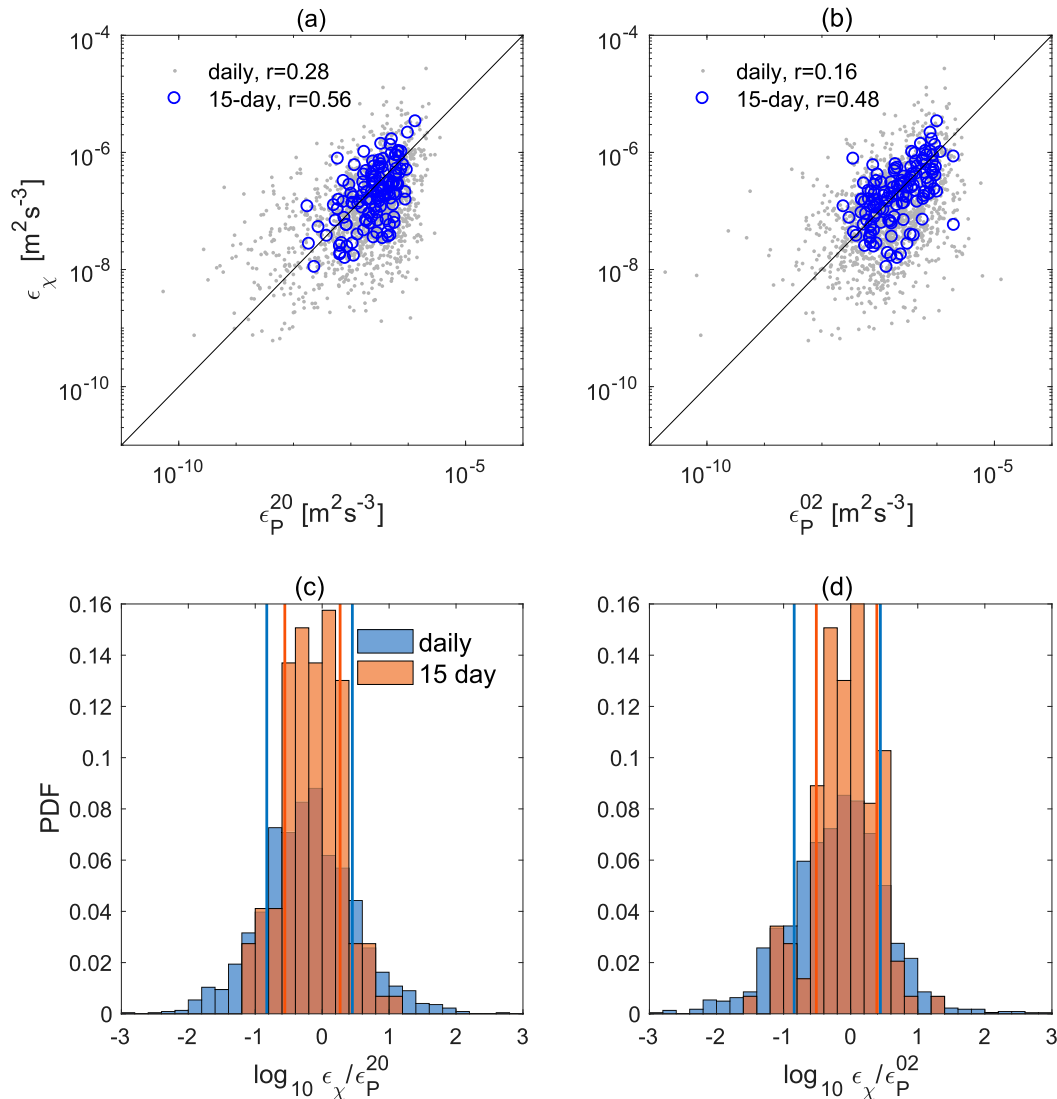 (a)
10^-4
10^-6
10^-8
10^-10
ϵ_χ [m^2s^-3]
daily, r=0.28
15-day, r=0.56
10^-10
10^-5
ϵ_P^20 [m^2s^-3]
(b)
10^-4
10^-6
10^-8
10^-10
daily, r=0.16
15-day, r=0.48
10^-10
10^-5
ϵ_P^02 [m^2s^-3]
(c)
0.16
0.14
0.12
0.1
0.08
0.06
0.04
0.02
0
PDF
daily
15 day
-3 -2 -1 0 1 2 3
log_10 ϵ_χ/ϵ_P^20
(d)
0.16
0.14
0.12
0.1
0.08
0.06
0.04
0.02
0
-3 -2 -1 0 1 2 3
log_10 ϵ_χ/ϵ_P^02